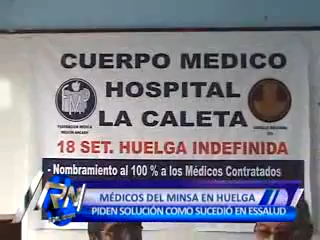 CUERPO MEDICO
HOSPITAL
LA CALETA
18 SET. HUELGA INDEFINIDA
- Nombramiento al 100 % a los Médicos Contratados
RN
MÉDICOS DEL MINSA EN HUELGA
PIDEN SOLUCIÓN COMO SUCEDIÓ EN ESSALUD